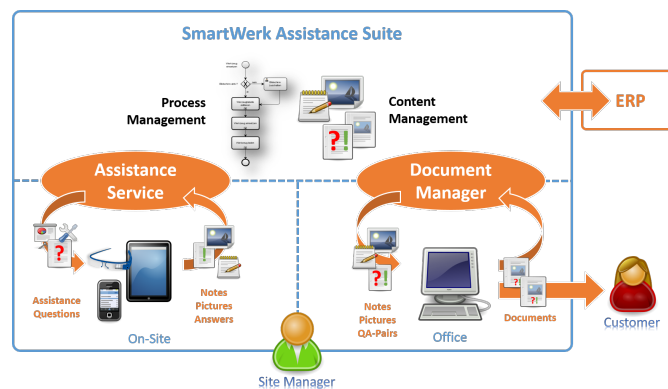 SmartWerk Assistance Suite
Process
Management
Content
Management
ERP
Assistance
Service
Document
Manager
Assistance
Questions
Notes
Pictures
Answers
Notes
Pictures
QA-Pairs
Documents
On-Site
Office
Customer
Site Manager